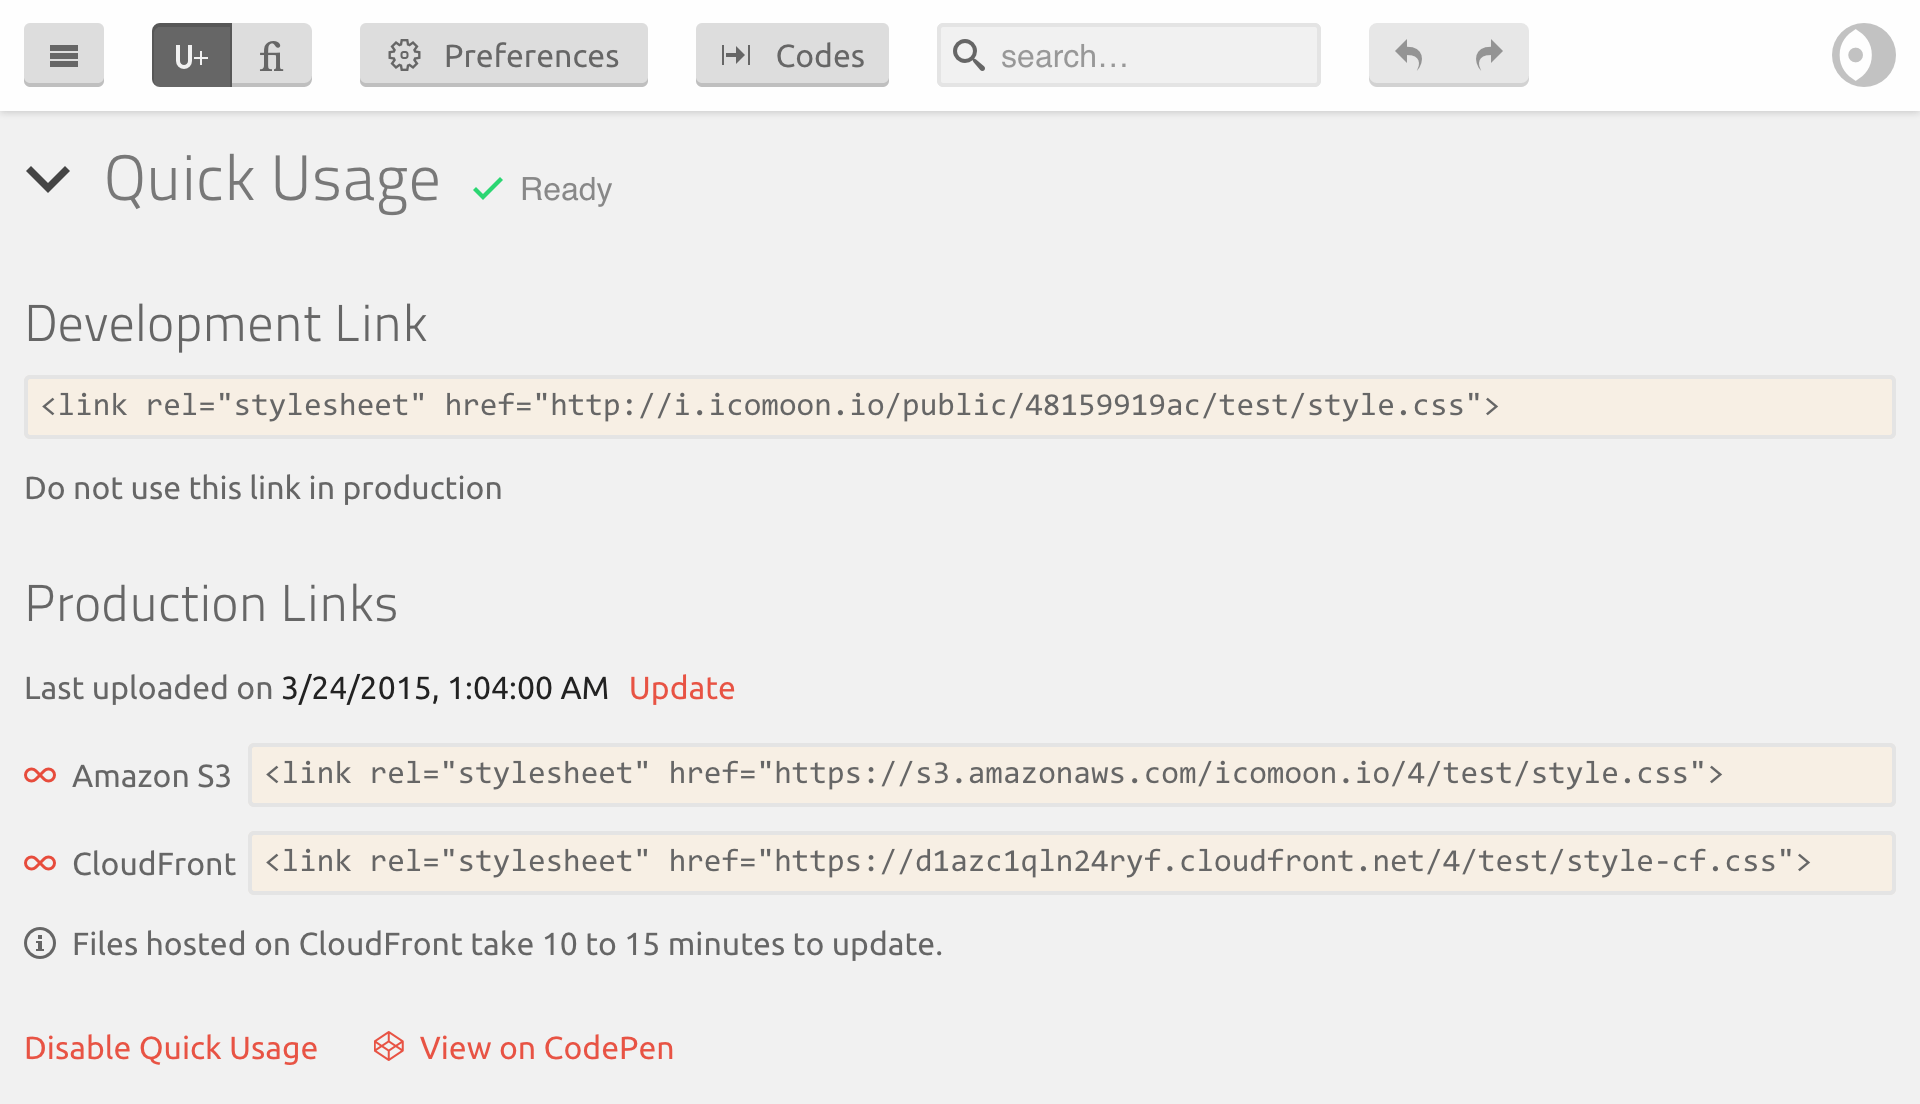 U+ fi Preferences Codes search…
Quick Usage Ready
Development Link
<link rel="stylesheet" href="http://i.icomoon.io/public/48159919ac/test/style.css">
Do not use this link in production
Production Links
Last uploaded on 3/24/2015, 1:04:00 AM Update
Amazon S3 <link rel="stylesheet" href="https://s3.amazonaws.com/icomoon.io/4/test/style.css">
CloudFront <link rel="stylesheet" href="https://d1azc1qln24ryf.cloudfront.net/4/test/style-cf.css">
Files hosted on CloudFront take 10 to 15 minutes to update.
Disable Quick Usage View on CodePen